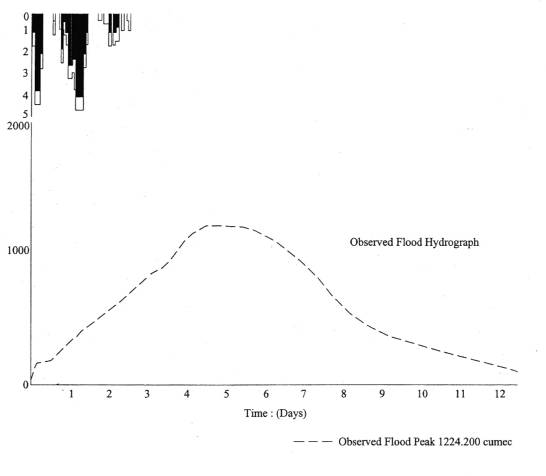 0
1
2
3
4
5
2000
1000
0
Observed Flood Hydrograph
1 2 3 4 5 6 7 8 9 10 11 12
Time : (Days)
Observed Flood Peak 1224.200 cumec